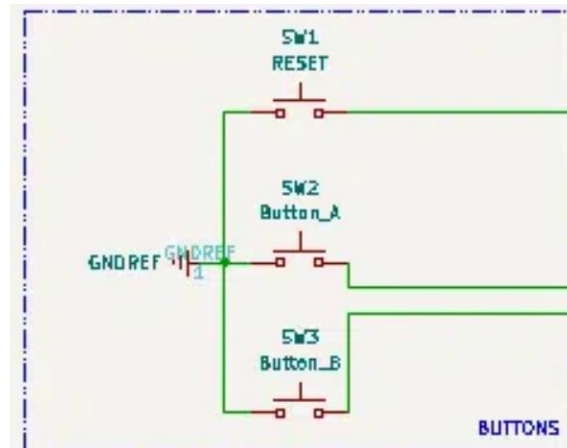 SW1
RESET
SW2
Button_A
GNDREF
GNDREF
1
SW3
Button_B
BUTTONS